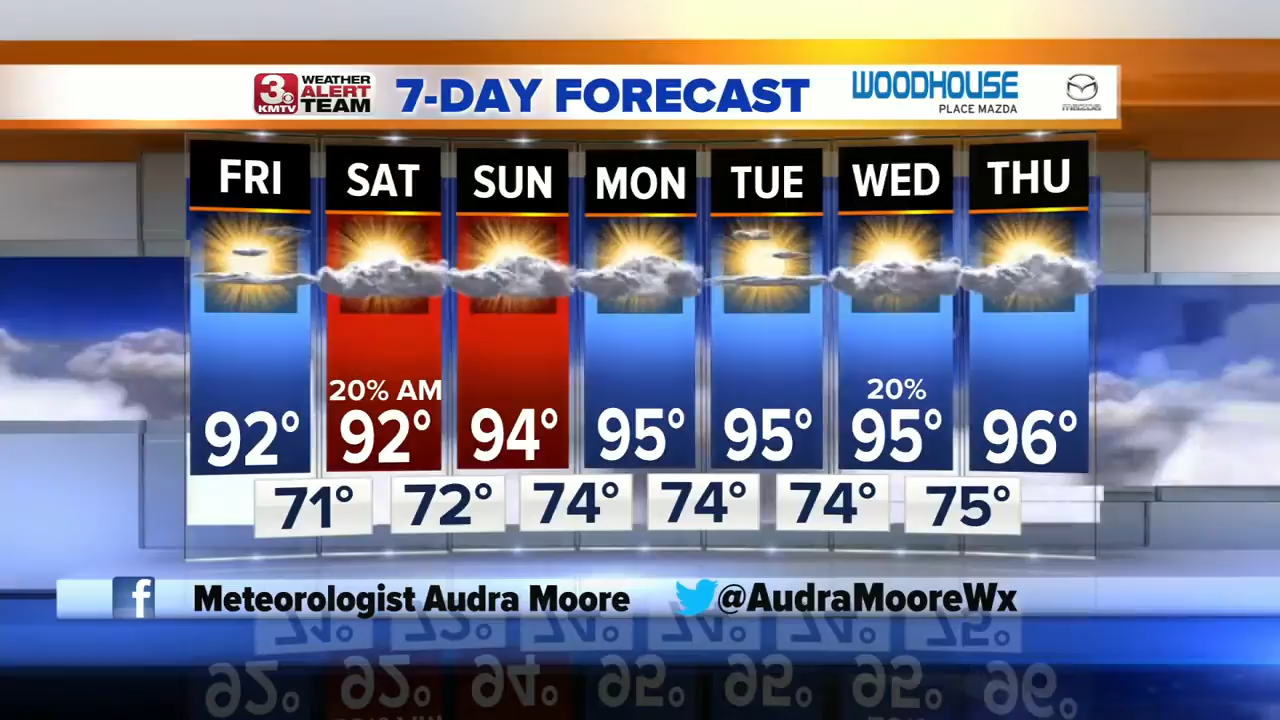 3 KMTV WEATHER ALERT TEAM 7-DAY FORECAST WOODHOUSE PLACE MAZDA
FRI SAT SUN MON TUE WED THU
20% AM 20%
92° 92° 94° 95° 95° 95° 96°
71° 72° 74° 74° 74° 75°
f Meteorologist Audra Moore @AudraMooreWx